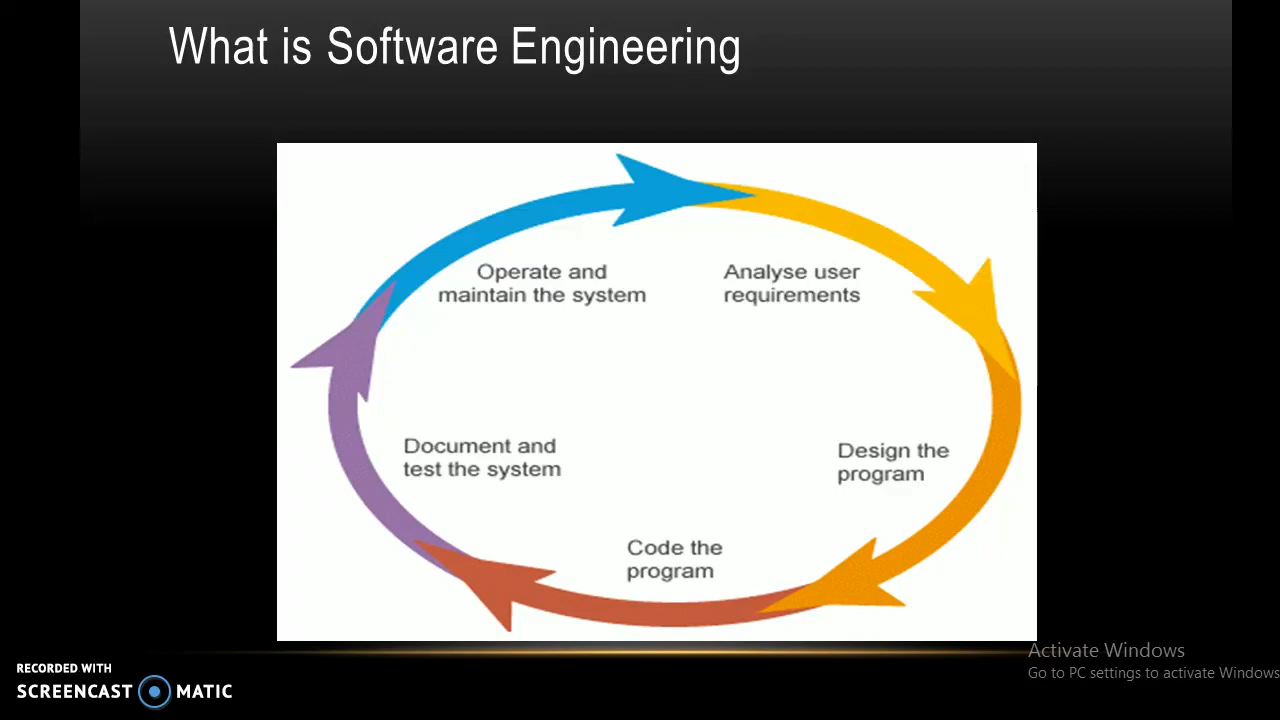 What is Software Engineering
Operate and
maintain the system
Analyse user
requirements
Document and
test the system
Design the
program
Code the
program
Activate Windows
Go to PC settings to activate Windows
RECORDED WITH
SCREENCAST MATIC